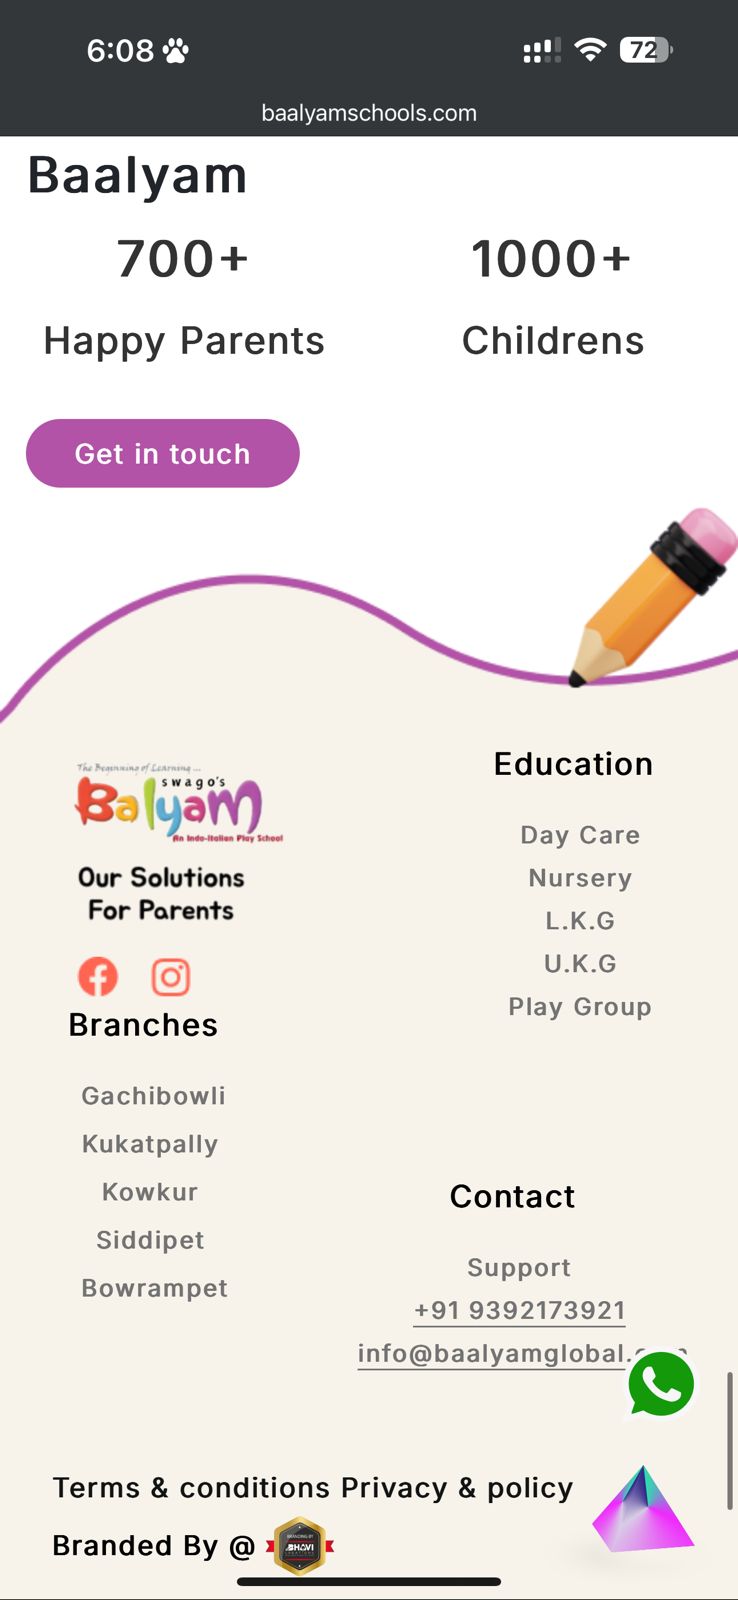 6:08
72
baalyamschools.com
Baalyam
700+
Happy Parents
1000+
Childrens
Get in touch
The Beginning of Learning ...
swago's
Balyam
An Indo-Italian Play School
Our Solutions
For Parents
Education
Day Care
Nursery
L.K.G
U.K.G
Play Group
Branches
Gachibowli
Kukatpally
Kowkur
Siddipet
Bowrampet
Contact
Support
+91 9392173921
info@baalyamglobal.
Terms & conditions Privacy & policy
Branded By @
BHAVI